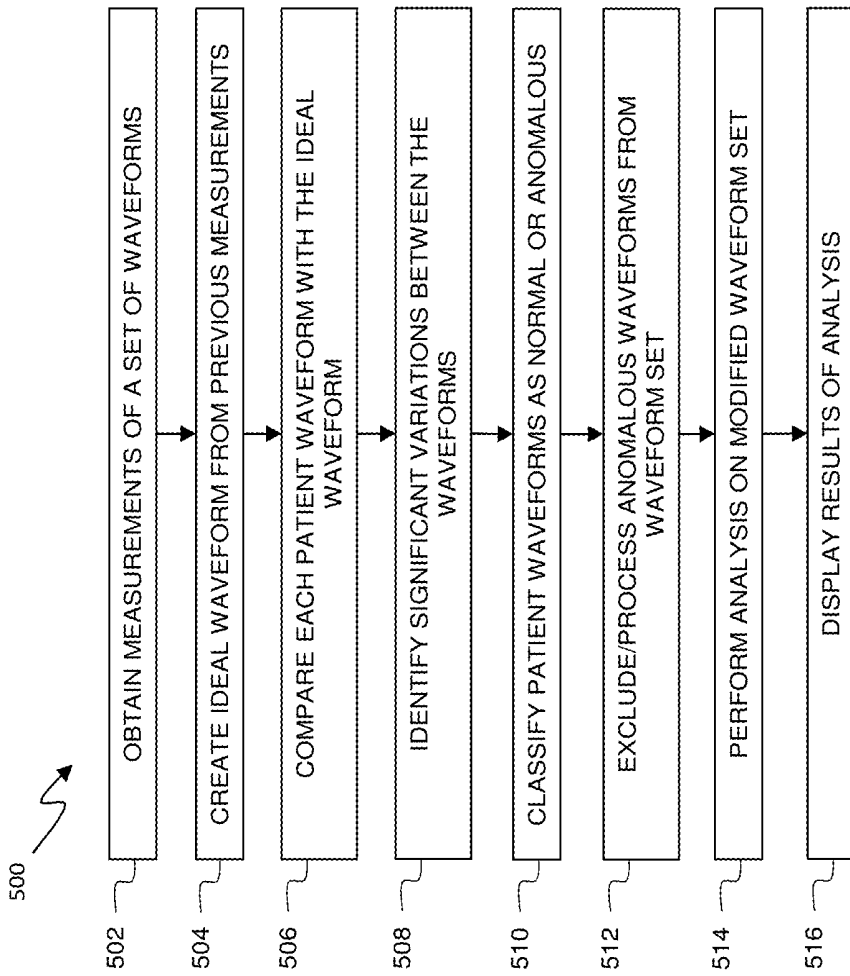 500
502
OBTAIN MEASUREMENTS OF A SET OF WAVEFORMS
504
CREATE IDEAL WAVEFORM FROM PREVIOUS MEASUREMENTS
506
COMPARE EACH PATIENT WAVEFORM WITH THE IDEAL
WAVEFORM
508
IDENTIFY SIGNIFICANT VARIATIONS BETWEEN THE
WAVEFORMS
510
CLASSIFY PATIENT WAVEFORMS AS NORMAL OR ANOMALOUS
512
EXCLUDE/PROCESS ANOMALOUS WAVEFORMS FROM
WAVEFORM SET
514
PERFORM ANALYSIS ON MODIFIED WAVEFORM SET
516
DISPLAY RESULTS OF ANALYSIS